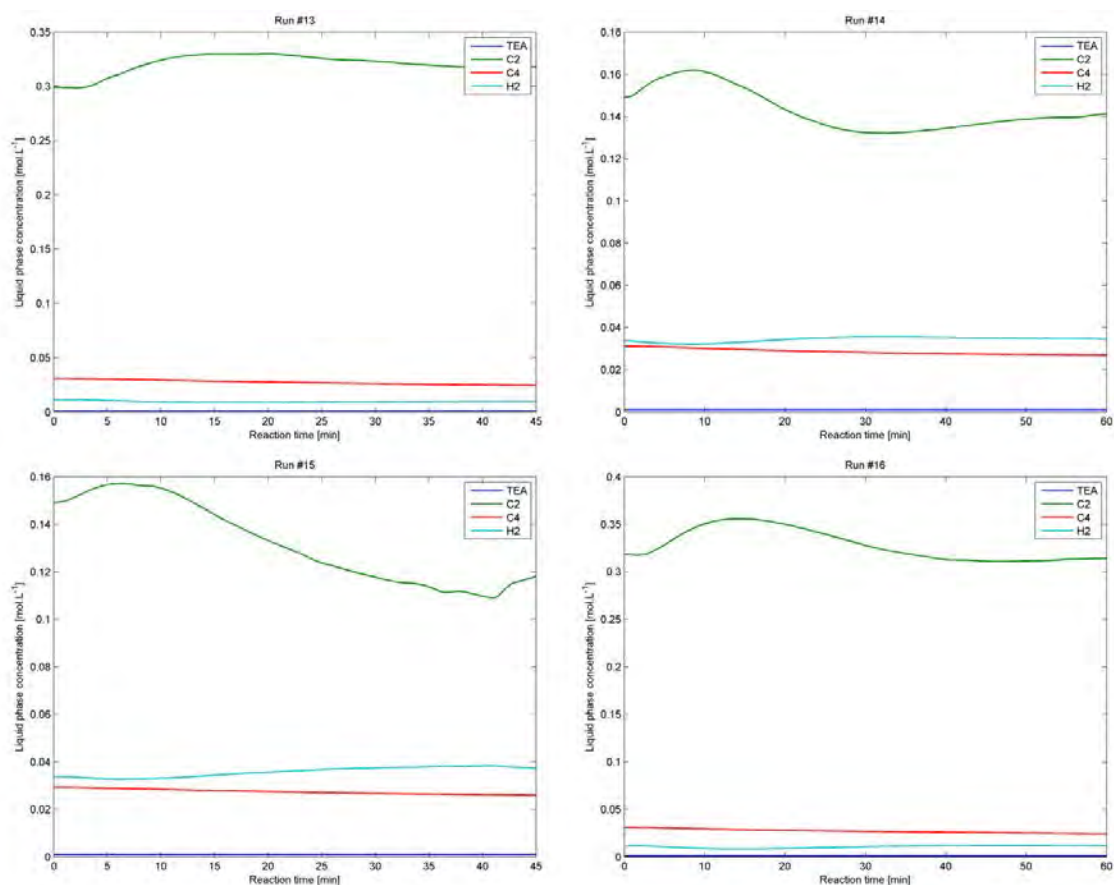 Run #13
0.35
0.3
0.25
0.2
0.15
0.1
0.05
0
Liquid phase concentration [mol.L⁻¹]
TEA
C2
C4
H2
0 5 10 15 20 25 30 35 40 45
Reaction time [min]
Run #14
0.18
0.16
0.14
0.12
0.1
0.08
0.06
0.04
0.02
0
Liquid phase concentration [mol.L⁻¹]
TEA
C2
C4
H2
0 10 20 30 40 50 60
Reaction time [min]
Run #15
0.16
0.14
0.12
0.1
0.08
0.06
0.04
0.02
0
Liquid phase concentration [mol.L⁻¹]
TEA
C2
C4
H2
0 5 10 15 20 25 30 35 40 45
Reaction time [min]
Run #16
0.4
0.35
0.3
0.25
0.2
0.15
0.1
0.05
0
Liquid phase concentration [mol.L⁻¹]
TEA
C2
C4
H2
0 10 20 30 40 50 60
Reaction time [min]